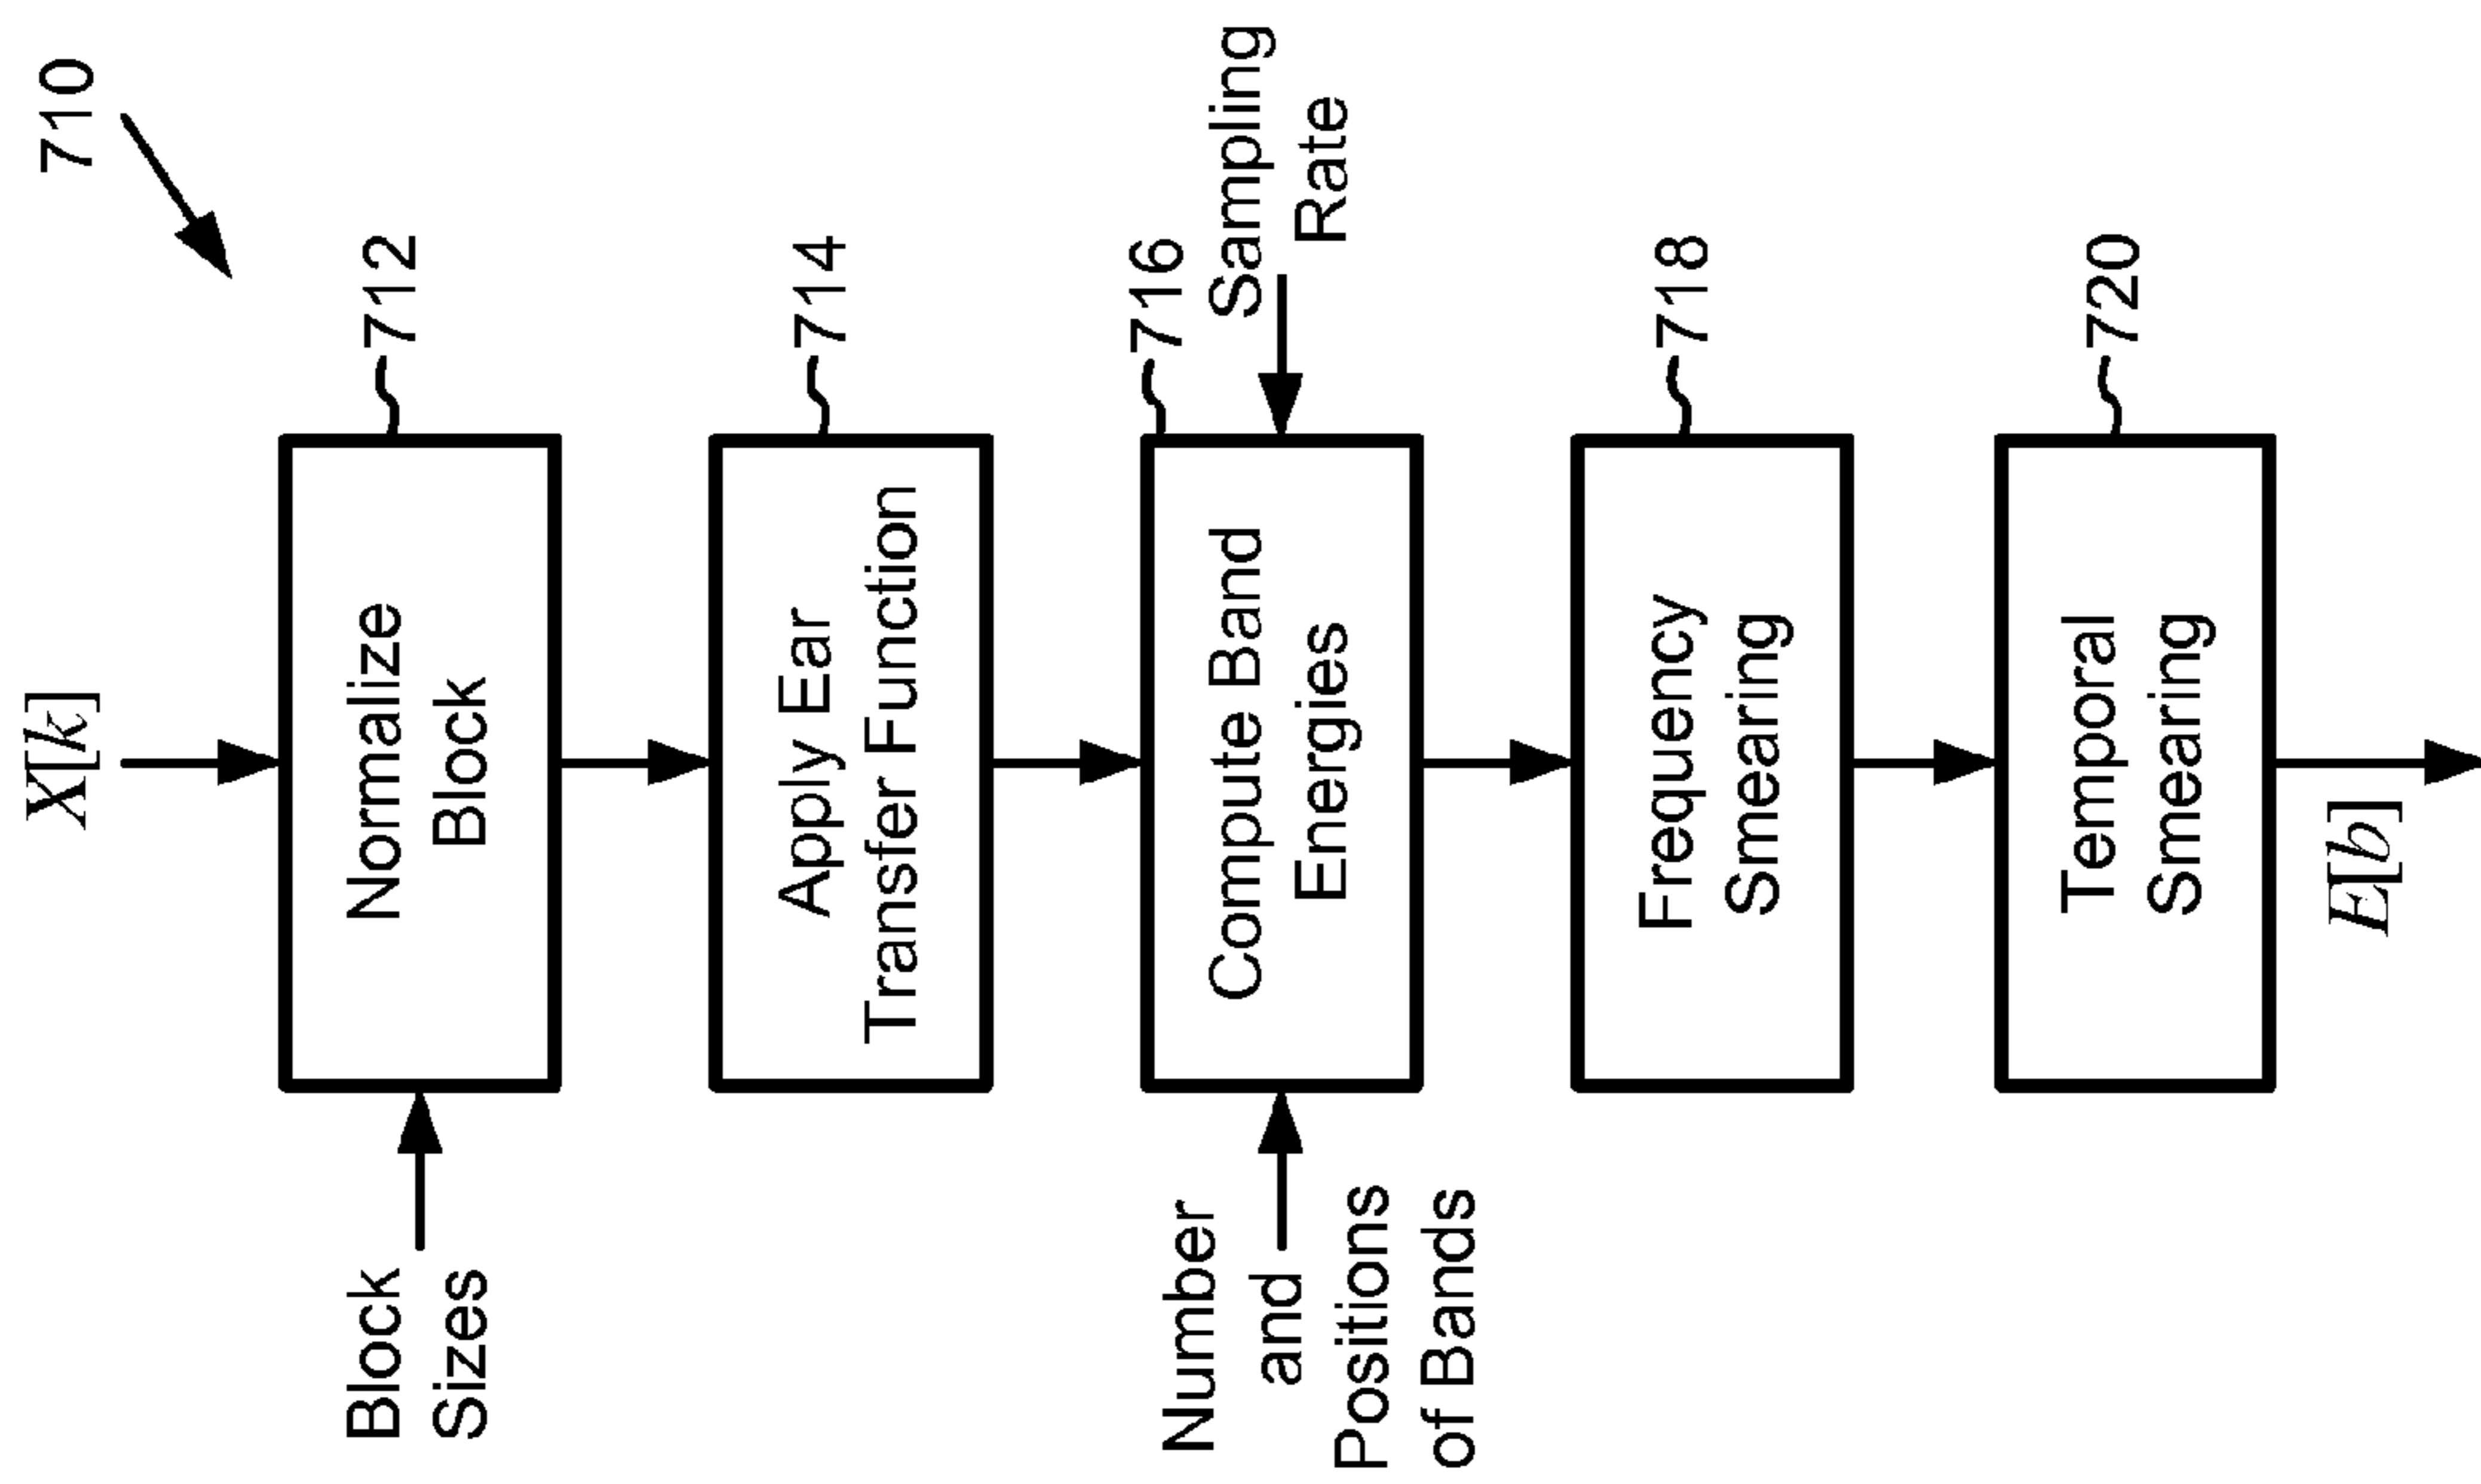 710
X[k]
Block
Sizes
Normalize
Block
712
Apply Ear
Transfer Function
714
Number
and
Positions
of Bands
Compute Band
Energies
716
Sampling
Rate
Frequency
Smearing
718
Temporal
Smearing
720
E[b]